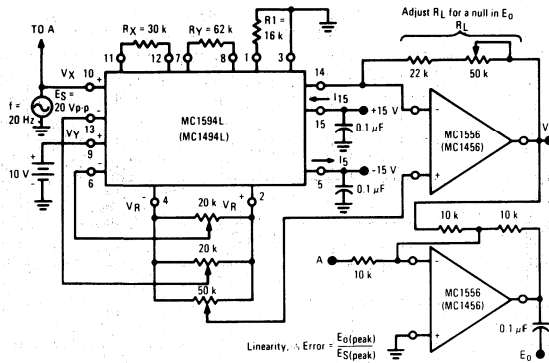 TO A
RX = 30 k
RY = 62 k
R1 =
16 k
Adjust RL for a null in Eo
RL
11
12
7
8
1
3
14
22 k
50 k
VX
10
ES =
20 Vp-p
f =
20 Hz
+
-
13
VY
9
10 V
+
-
+
-
6
MC1594L
(MC1494L)
I15
15
+15 V
0.1 µF
I5
5
-15 V
0.1 µF
-
+
MC1556
(MC1456)
V
VR
-
4
VR
+
2
20 k
20 k
50 k
10 k
10 k
A
10 k
-
+
MC1556
(MC1456)
0.1 µF
Eo
Linearity, Error = Eo(peak)
ES(peak)